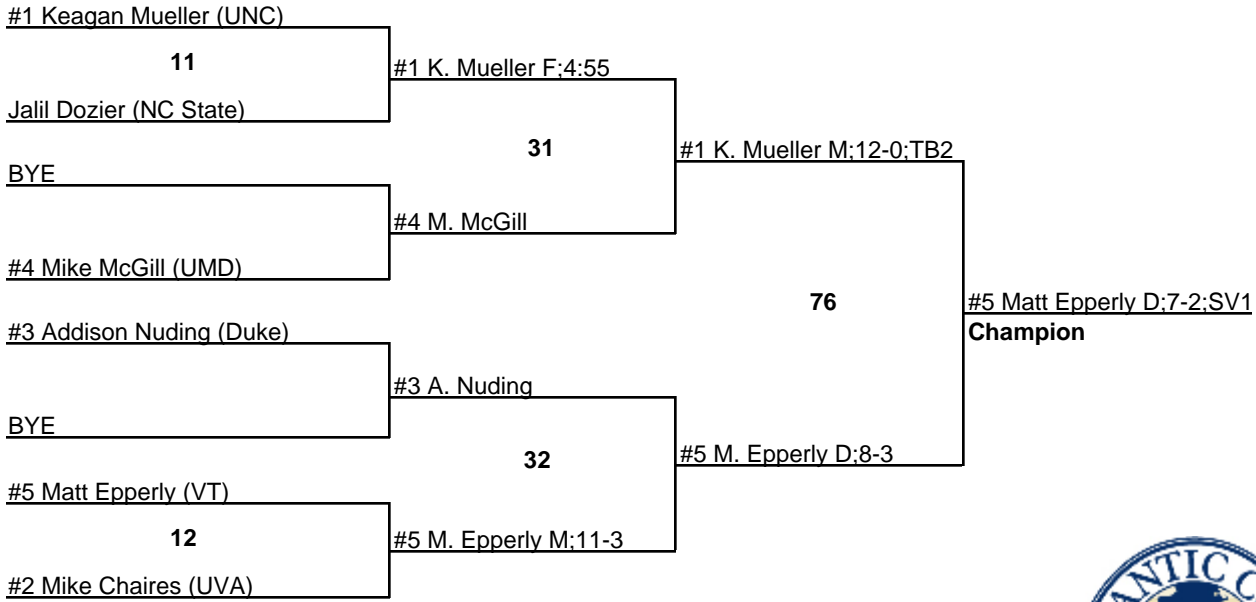 #1 Keagan Mueller (UNC)
11
#1 K. Mueller F;4:55
Jalil Dozier (NC State)
31
#1 K. Mueller M;12-0;TB2
BYE
#4 M. McGill
#4 Mike McGill (UMD)
76
#5 Matt Epperly D;7-2;SV1
Champion
#3 Addison Nuding (Duke)
#3 A. Nuding
BYE
32
#5 M. Epperly D;8-3
#5 Matt Epperly (VT)
12
#5 M. Epperly M;11-3
#2 Mike Chaires (UVA)